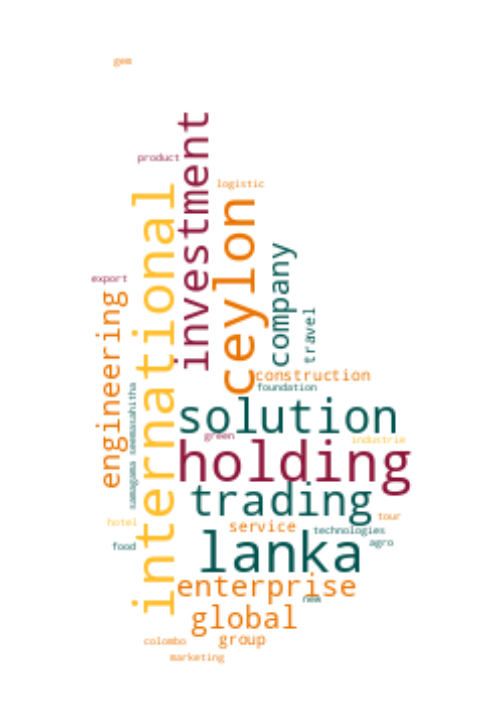 gem
investment
product
international
logistic
ceylon
company
export
engineering
travel
construction
samagama seemasahitha
foundation
solution
green
industrie
holding
trading
hotel
tour
service
technologies
food
lanka
agro
enterprise
new
global
colombo
group
marketing